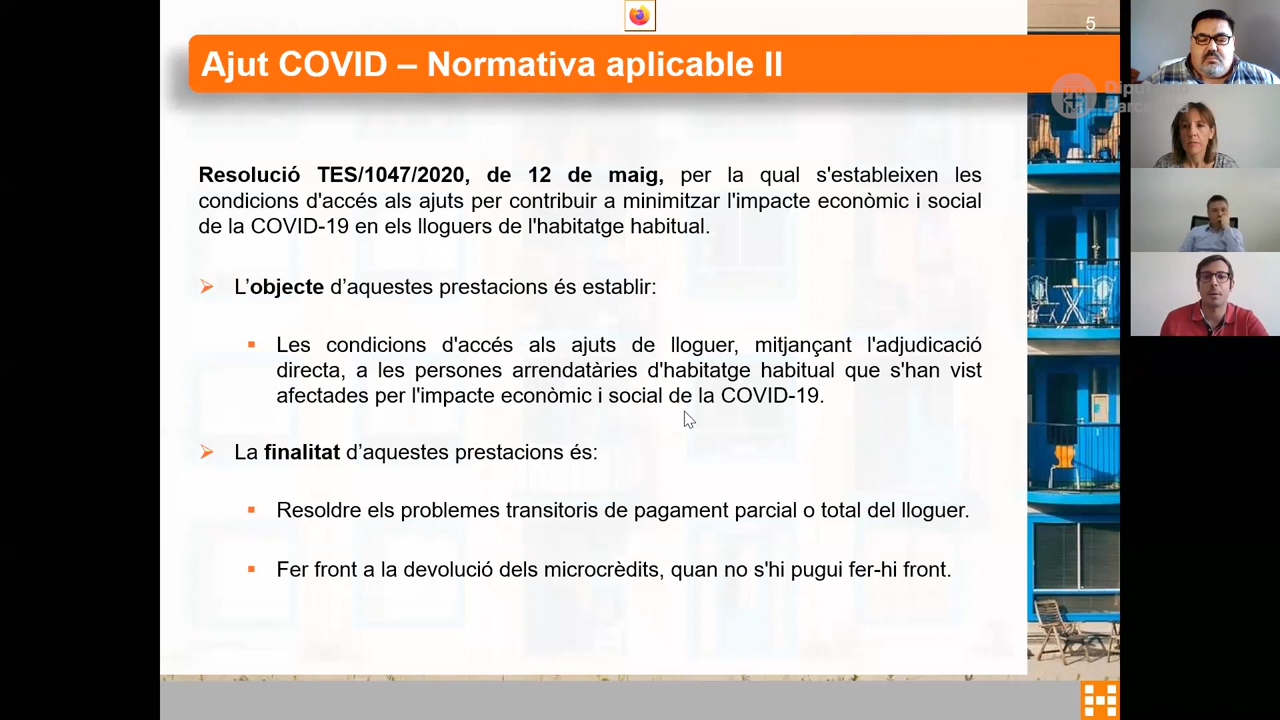 5
Ajut COVID – Normativa aplicable II
Diputació
Barcelona
Resolució TES/1047/2020, de 12 de maig, per la qual s'estableixen les
condicions d'accés als ajuts per contribuir a minimitzar l'impacte econòmic i social
de la COVID-19 en els lloguers de l'habitatge habitual.
L’objecte d’aquestes prestacions és establir:
Les condicions d'accés als ajuts de lloguer, mitjançant l'adjudicació
directa, a les persones arrendatàries d'habitatge habitual que s'han vist
afectades per l'impacte econòmic i social de la COVID-19.
La finalitat d’aquestes prestacions és:
Resoldre els problemes transitoris de pagament parcial o total del lloguer.
Fer front a la devolució dels microcrèdits, quan no s'hi pugui fer-hi front.